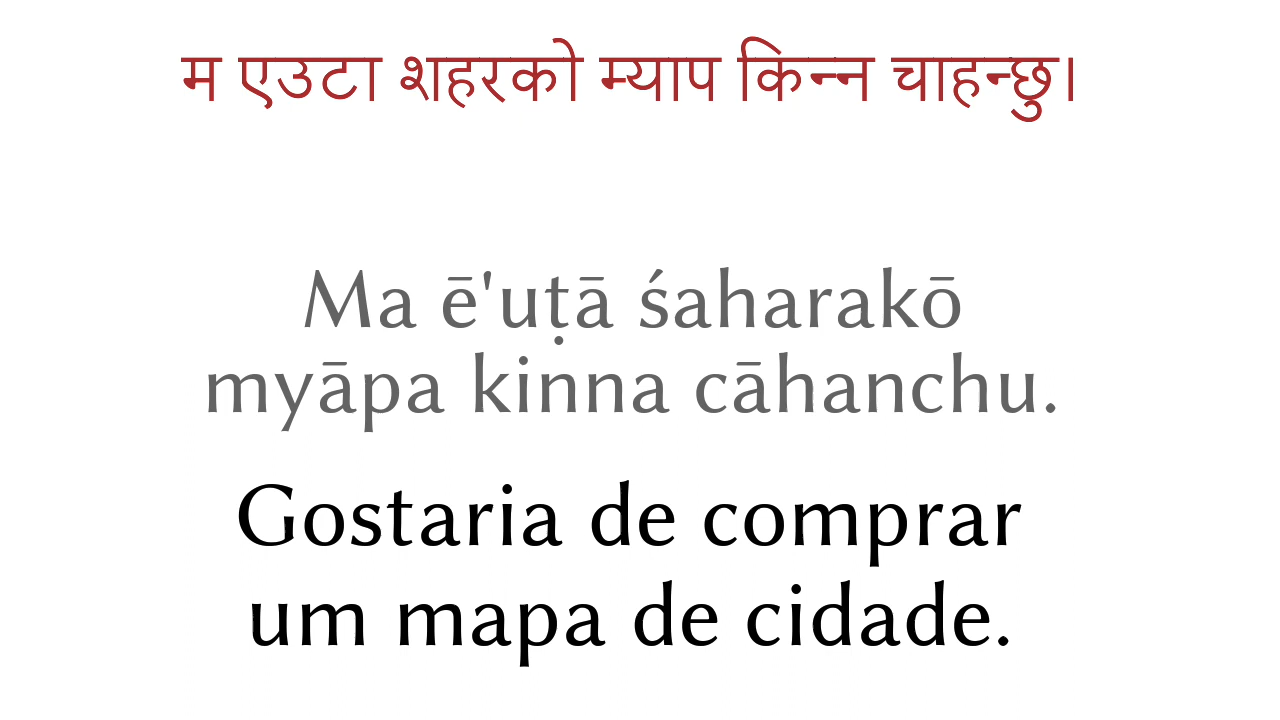 म एउटा शहरको म्याप किन्न चाहन्छु।
Ma ē'uṭā śaharakō
myāpa kinna cāhanchu.
Gostaria de comprar
um mapa de cidade.